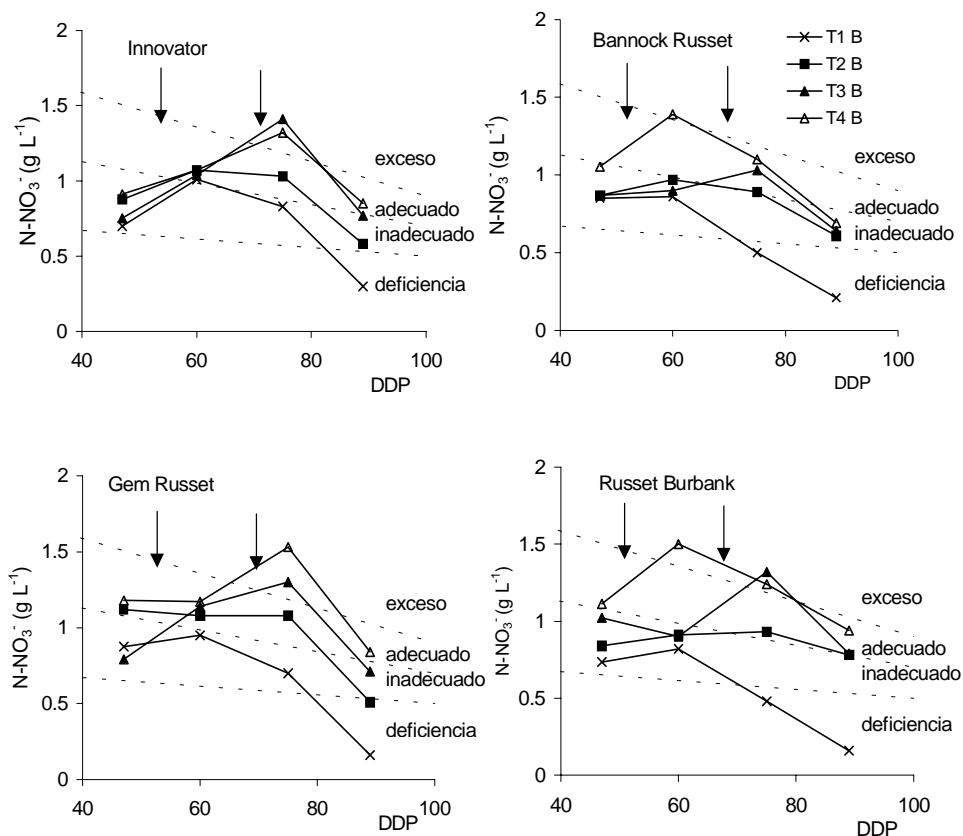 Innovator
2
1.5
1
0.5
0
N-NO₃⁻ (g L⁻¹)
exceso
adecuado
inadecuado
deficiencia
40 60 80 100
DDP
Bannock Russet
T1 B
T2 B
T3 B
T4 B
2
1.5
1
0.5
0
N-NO₃⁻ (g L⁻¹)
exceso
adecuado
inadecuado
deficiencia
40 60 80 100
DDP
Gem Russet
2
1.5
1
0.5
0
N-NO₃⁻ (g L⁻¹)
exceso
adecuado
inadecuado
deficiencia
40 60 80 100
DDP
Russet Burbank
2
1.5
1
0.5
0
N-NO₃⁻ (g L⁻¹)
exceso
adecuado
inadecuado
deficiencia
40 60 80 100
DDP